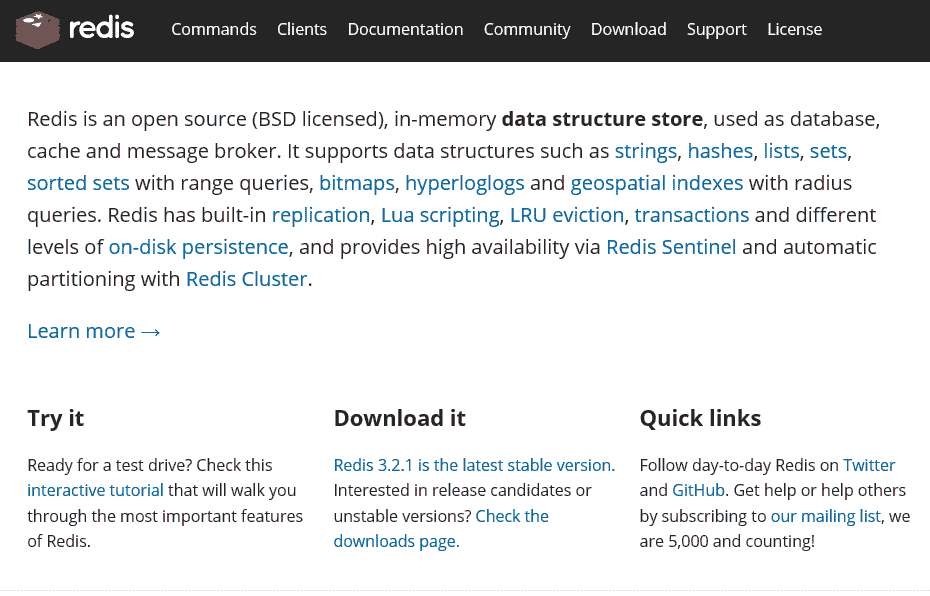 redis Commands Clients Documentation Community Download Support License
Redis is an open source (BSD licensed), in-memory data structure store, used as database,
cache and message broker. It supports data structures such as strings, hashes, lists, sets,
sorted sets with range queries, bitmaps, hyperloglogs and geospatial indexes with radius
queries. Redis has built-in replication, Lua scripting, LRU eviction, transactions and different
levels of on-disk persistence, and provides high availability via Redis Sentinel and automatic
partitioning with Redis Cluster.
Learn more →
Try it
Ready for a test drive? Check this
interactive tutorial that will walk you
through the most important features
of Redis.
Download it
Redis 3.2.1 is the latest stable version.
Interested in release candidates or
unstable versions? Check the
downloads page.
Quick links
Follow day-to-day Redis on Twitter
and GitHub. Get help or help others
by subscribing to our mailing list, we
are 5,000 and counting!